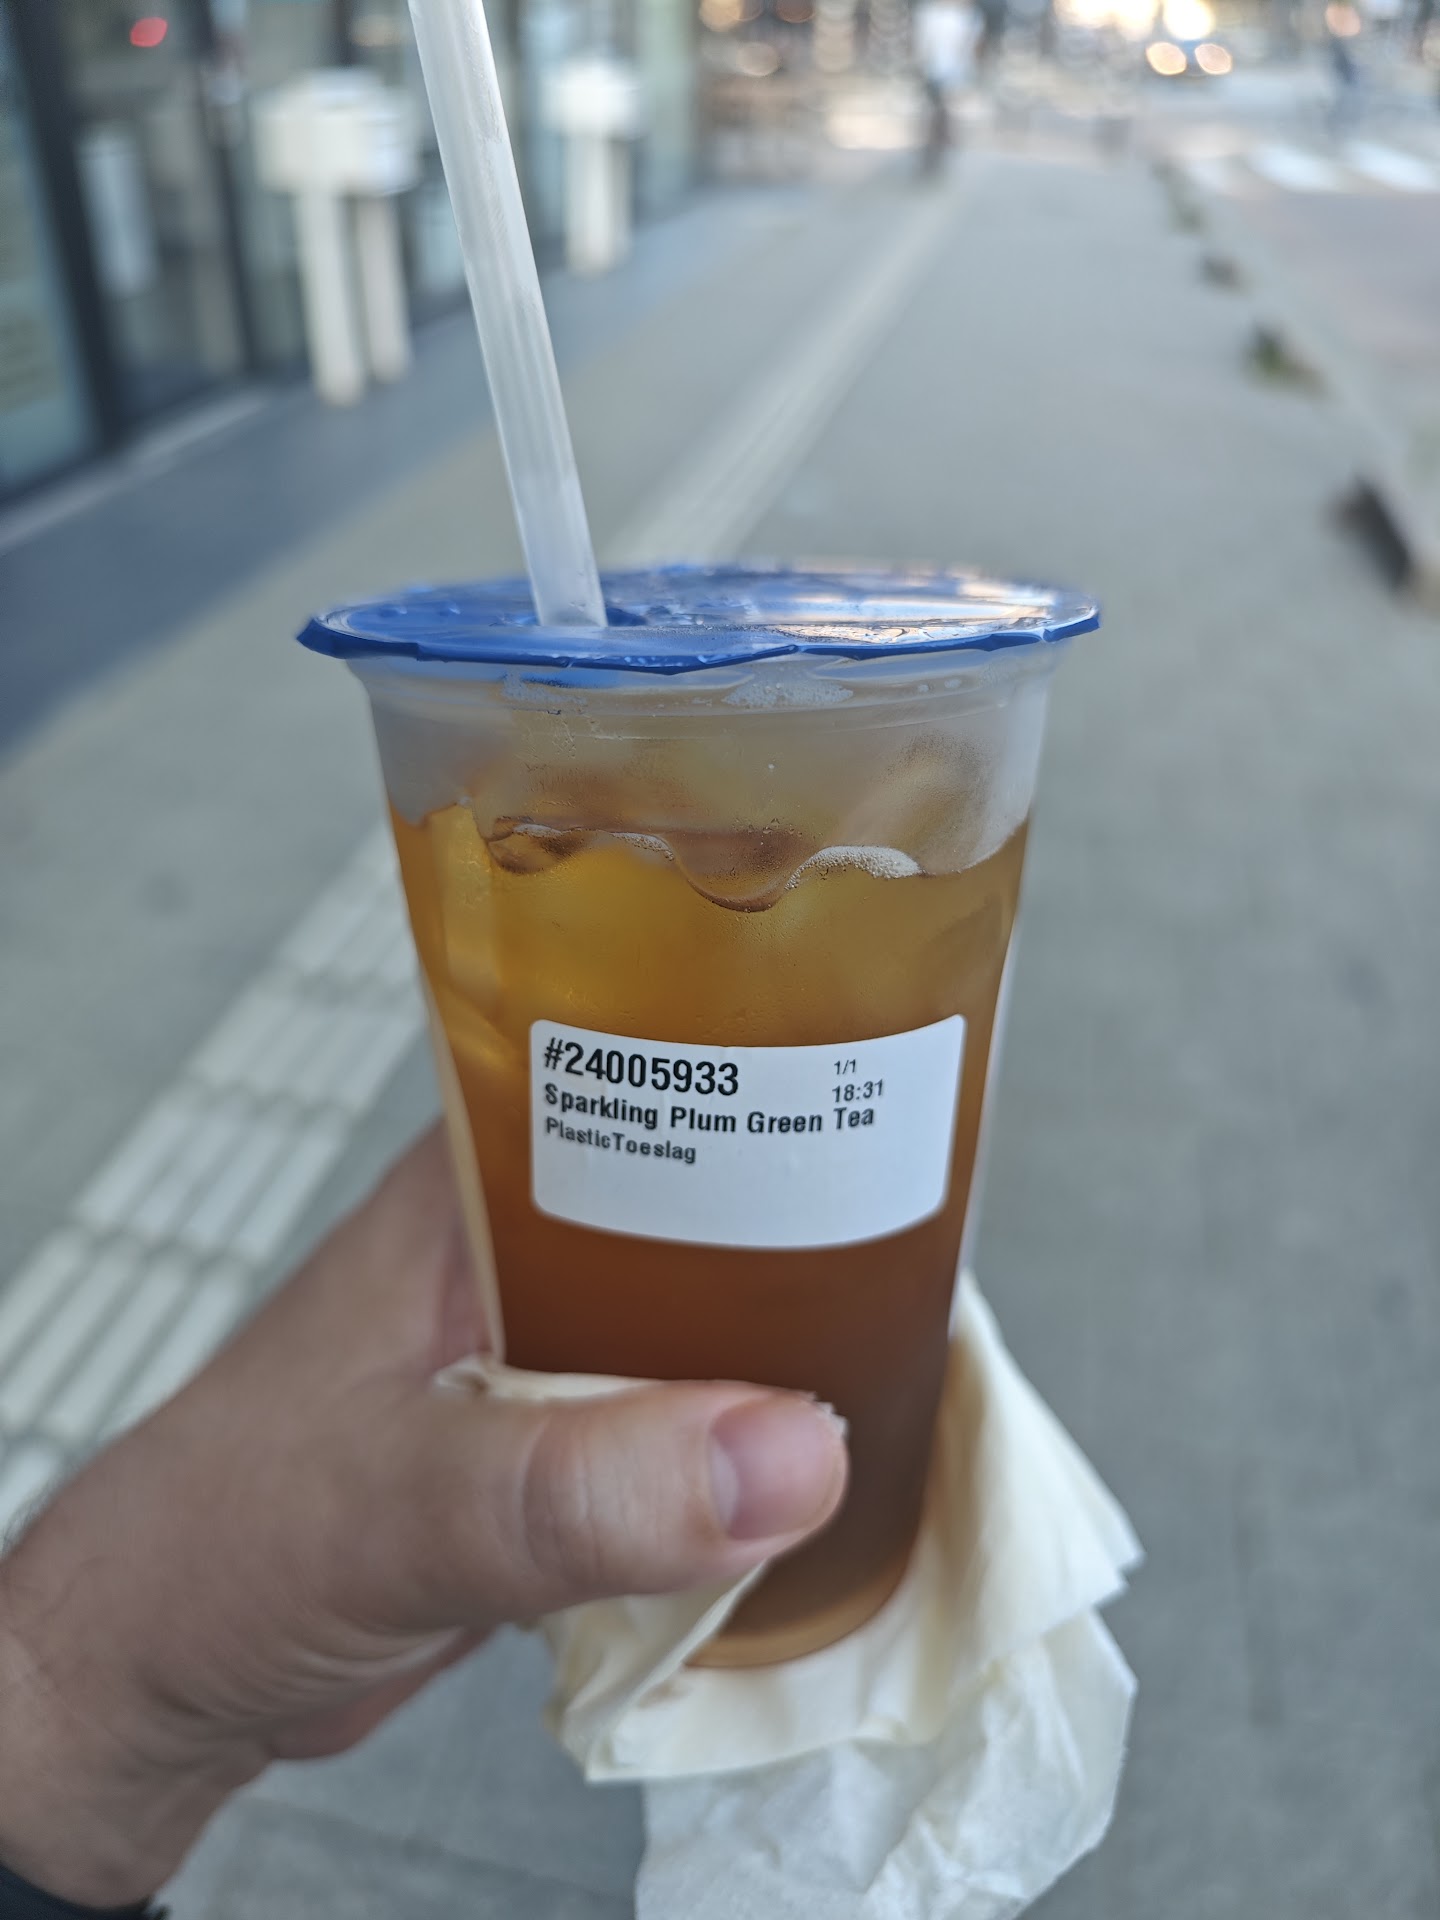 #24005933 1/1
18:31
Sparkling Plum Green Tea
PlasticToeslag